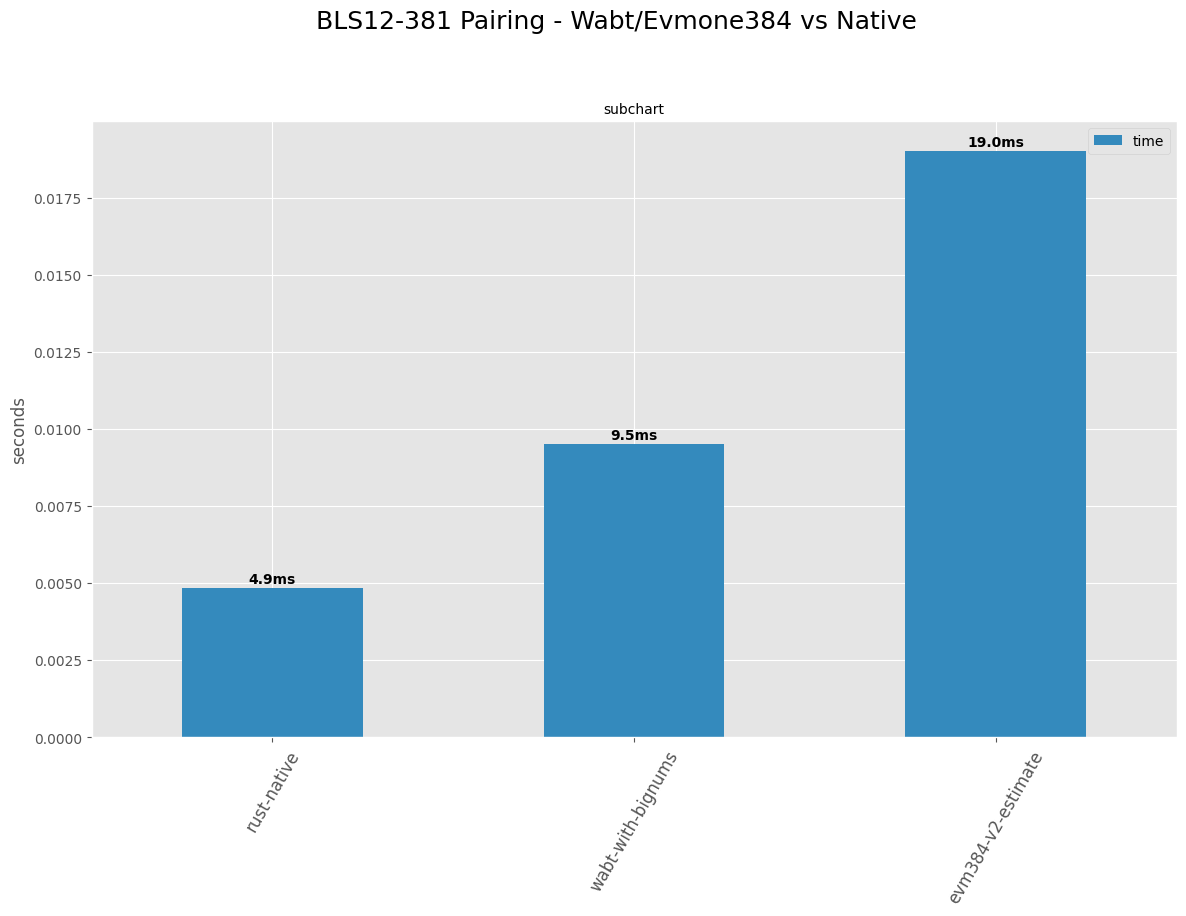 BLS12-381 Pairing - Wabt/Evmone384 vs Native
subchart
time
19.0ms
9.5ms
4.9ms
0.0175
0.0150
0.0125
0.0100
0.0075
0.0050
0.0025
0.0000
seconds
rust-native
wabt-with-bignums
evm384-v2-estimate